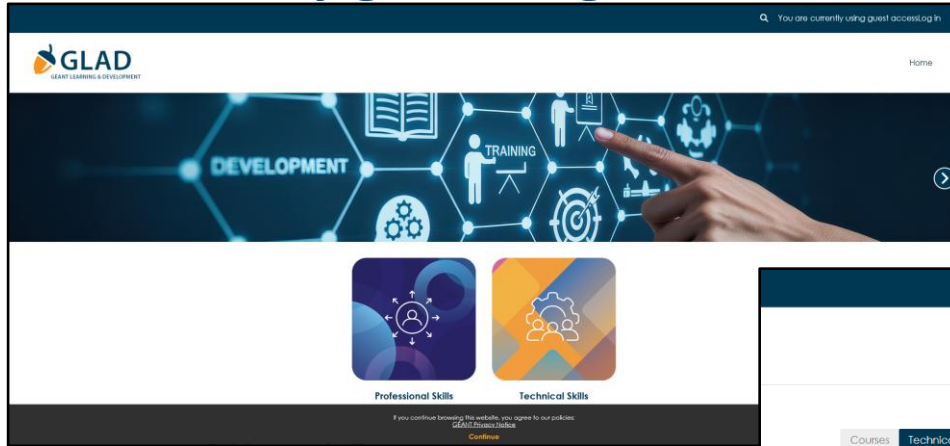 You are currently using guest accessLog in
GLAD
GÉANT LEARNING & DEVELOPMENT
Home
DEVELOPMENT
TRAINING
Professional Skills
Technical Skills
If you continue browsing this website, you agree to our policies:
GÉANT Privacy Notice
Continue
Courses